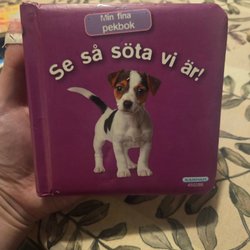 Min fina
pekbok
Se så söta vi är!